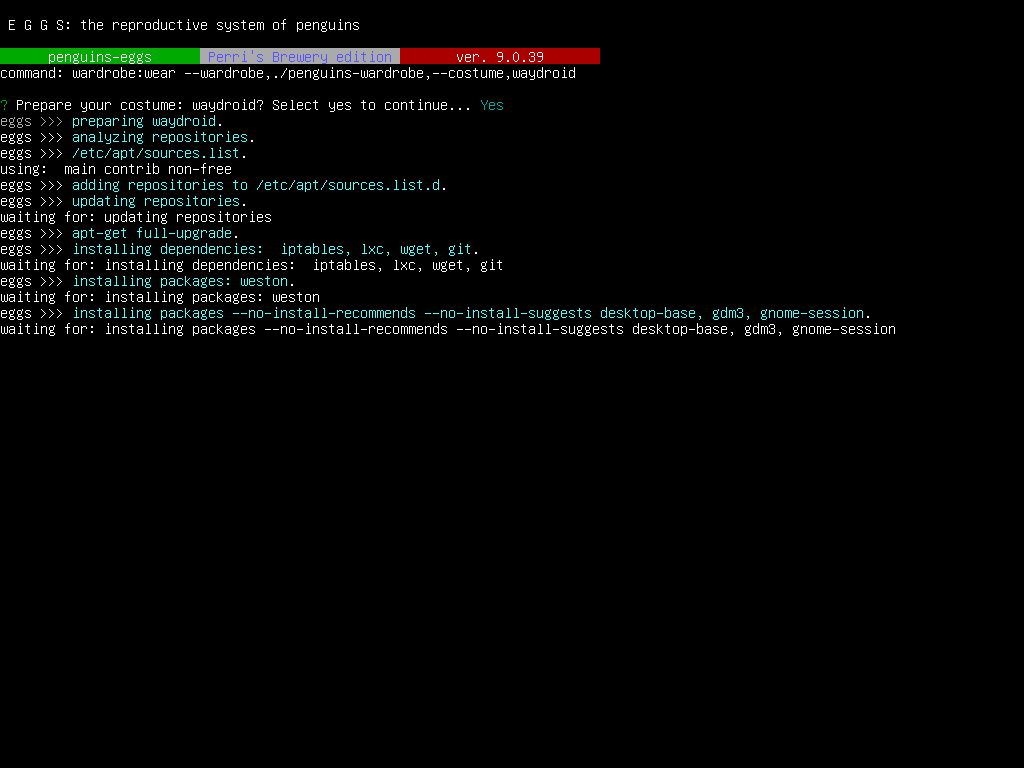 E G G S: the reproductive system of penguins
penguins-eggs Perri's Brewery edition ver. 9.0.39
command: wardrobe:wear --wardrobe,./penguins-wardrobe,--costume,waydroid
? Prepare your costume: waydroid? Select yes to continue... Yes
eggs >>> preparing waydroid.
eggs >>> analyzing repositories.
eggs >>> /etc/apt/sources.list.
using:  main contrib non-free
eggs >>> adding repositories to /etc/apt/sources.list.d.
eggs >>> updating repositories.
waiting for: updating repositories
eggs >>> apt-get full-upgrade.
eggs >>> installing dependencies:  iptables, lxc, wget, git.
waiting for: installing dependencies:  iptables, lxc, wget, git
eggs >>> installing packages: weston.
waiting for: installing packages: weston
eggs >>> installing packages --no-install-recommends --no-install-suggests desktop-base, gdm3, gnome-session.
waiting for: installing packages --no-install-recommends --no-install-suggests desktop-base, gdm3, gnome-session